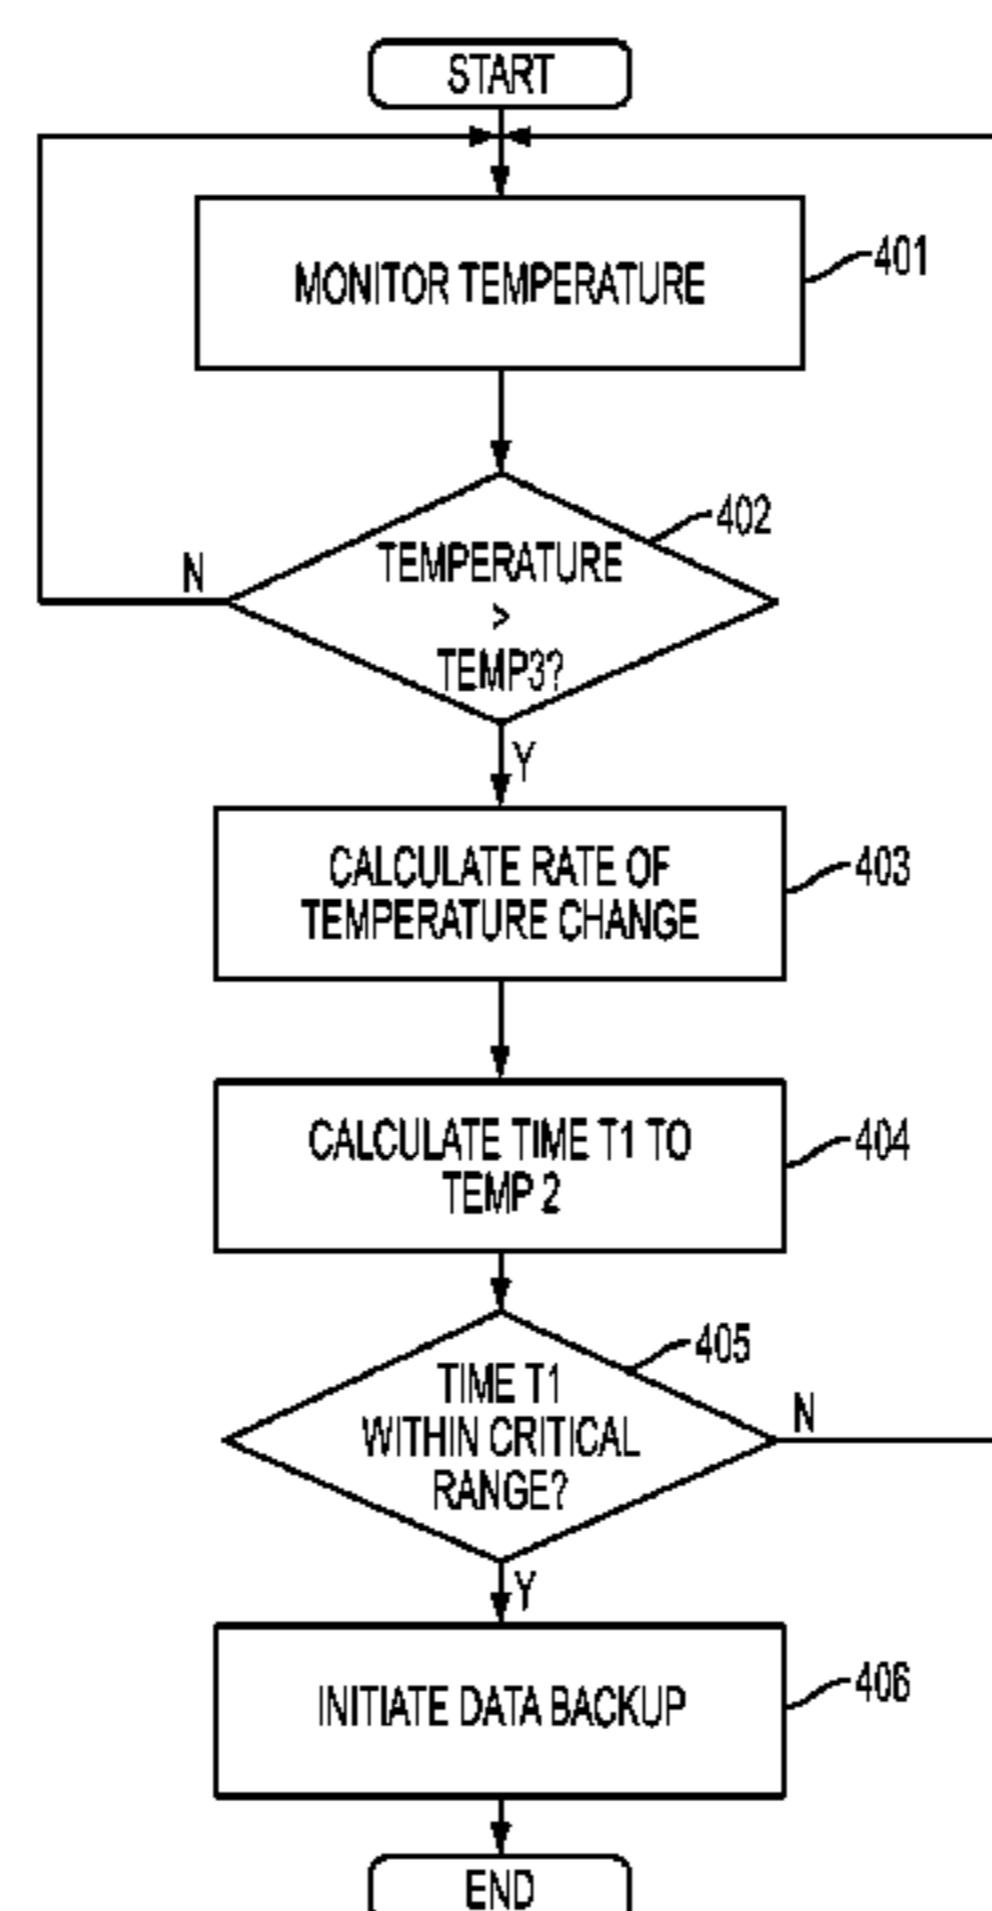 START
MONITOR TEMPERATURE
401
402
TEMPERATURE
>
TEMP3?
N
Y
CALCULATE RATE OF
TEMPERATURE CHANGE
403
CALCULATE TIME T1 TO
TEMP 2
404
405
TIME T1
WITHIN CRITICAL
RANGE?
N
Y
INITIATE DATA BACKUP
406
END